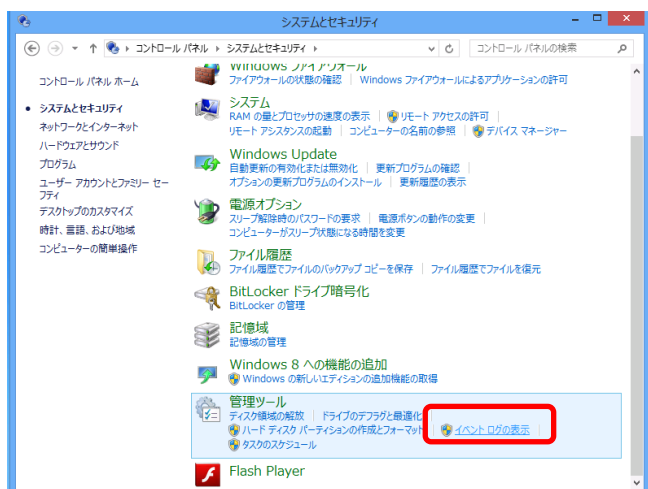 システムとセキュリティ
コントロール パネル ▸ システムとセキュリティ ▸
コントロール パネルの検索
コントロール パネル ホーム
システムとセキュリティ
ネットワークとインターネット
ハードウェアとサウンド
プログラム
ユーザー アカウントとファミリー セー
フティ
デスクトップのカスタマイズ
時計、言語、および地域
コンピューターの簡単操作
Windows ファイアウォール
ファイアウォールの状態の確認 | Windows ファイアウォールによるアプリケーションの許可
システム
RAM の量とプロセッサの速度の表示 | リモート アクセスの許可 |
リモート アシスタンスの起動 | コンピューターの名前の参照 | デバイス マネージャー
Windows Update
自動更新の有効化または無効化 | 更新プログラムの確認 |
オプションの更新プログラムのインストール | 更新履歴の表示
電源オプション
スリープ解除時のパスワードの要求 | 電源ボタンの動作の変更 |
コンピューターがスリープ状態になる時間を変更
ファイル履歴
ファイル履歴でファイルのバックアップ コピーを保存 | ファイル履歴でファイルを復元
BitLocker ドライブ暗号化
BitLocker の管理
記憶域
記憶域の管理
Windows 8 への機能の追加
Windows の新しいエディションの追加機能の取得
管理ツール
ディスク領域の解放 | ドライブのデフラグと最適化 |
ハード ディスク パーティションの作成とフォーマット | イベント ログの表示 |
タスクのスケジュール
Flash Player